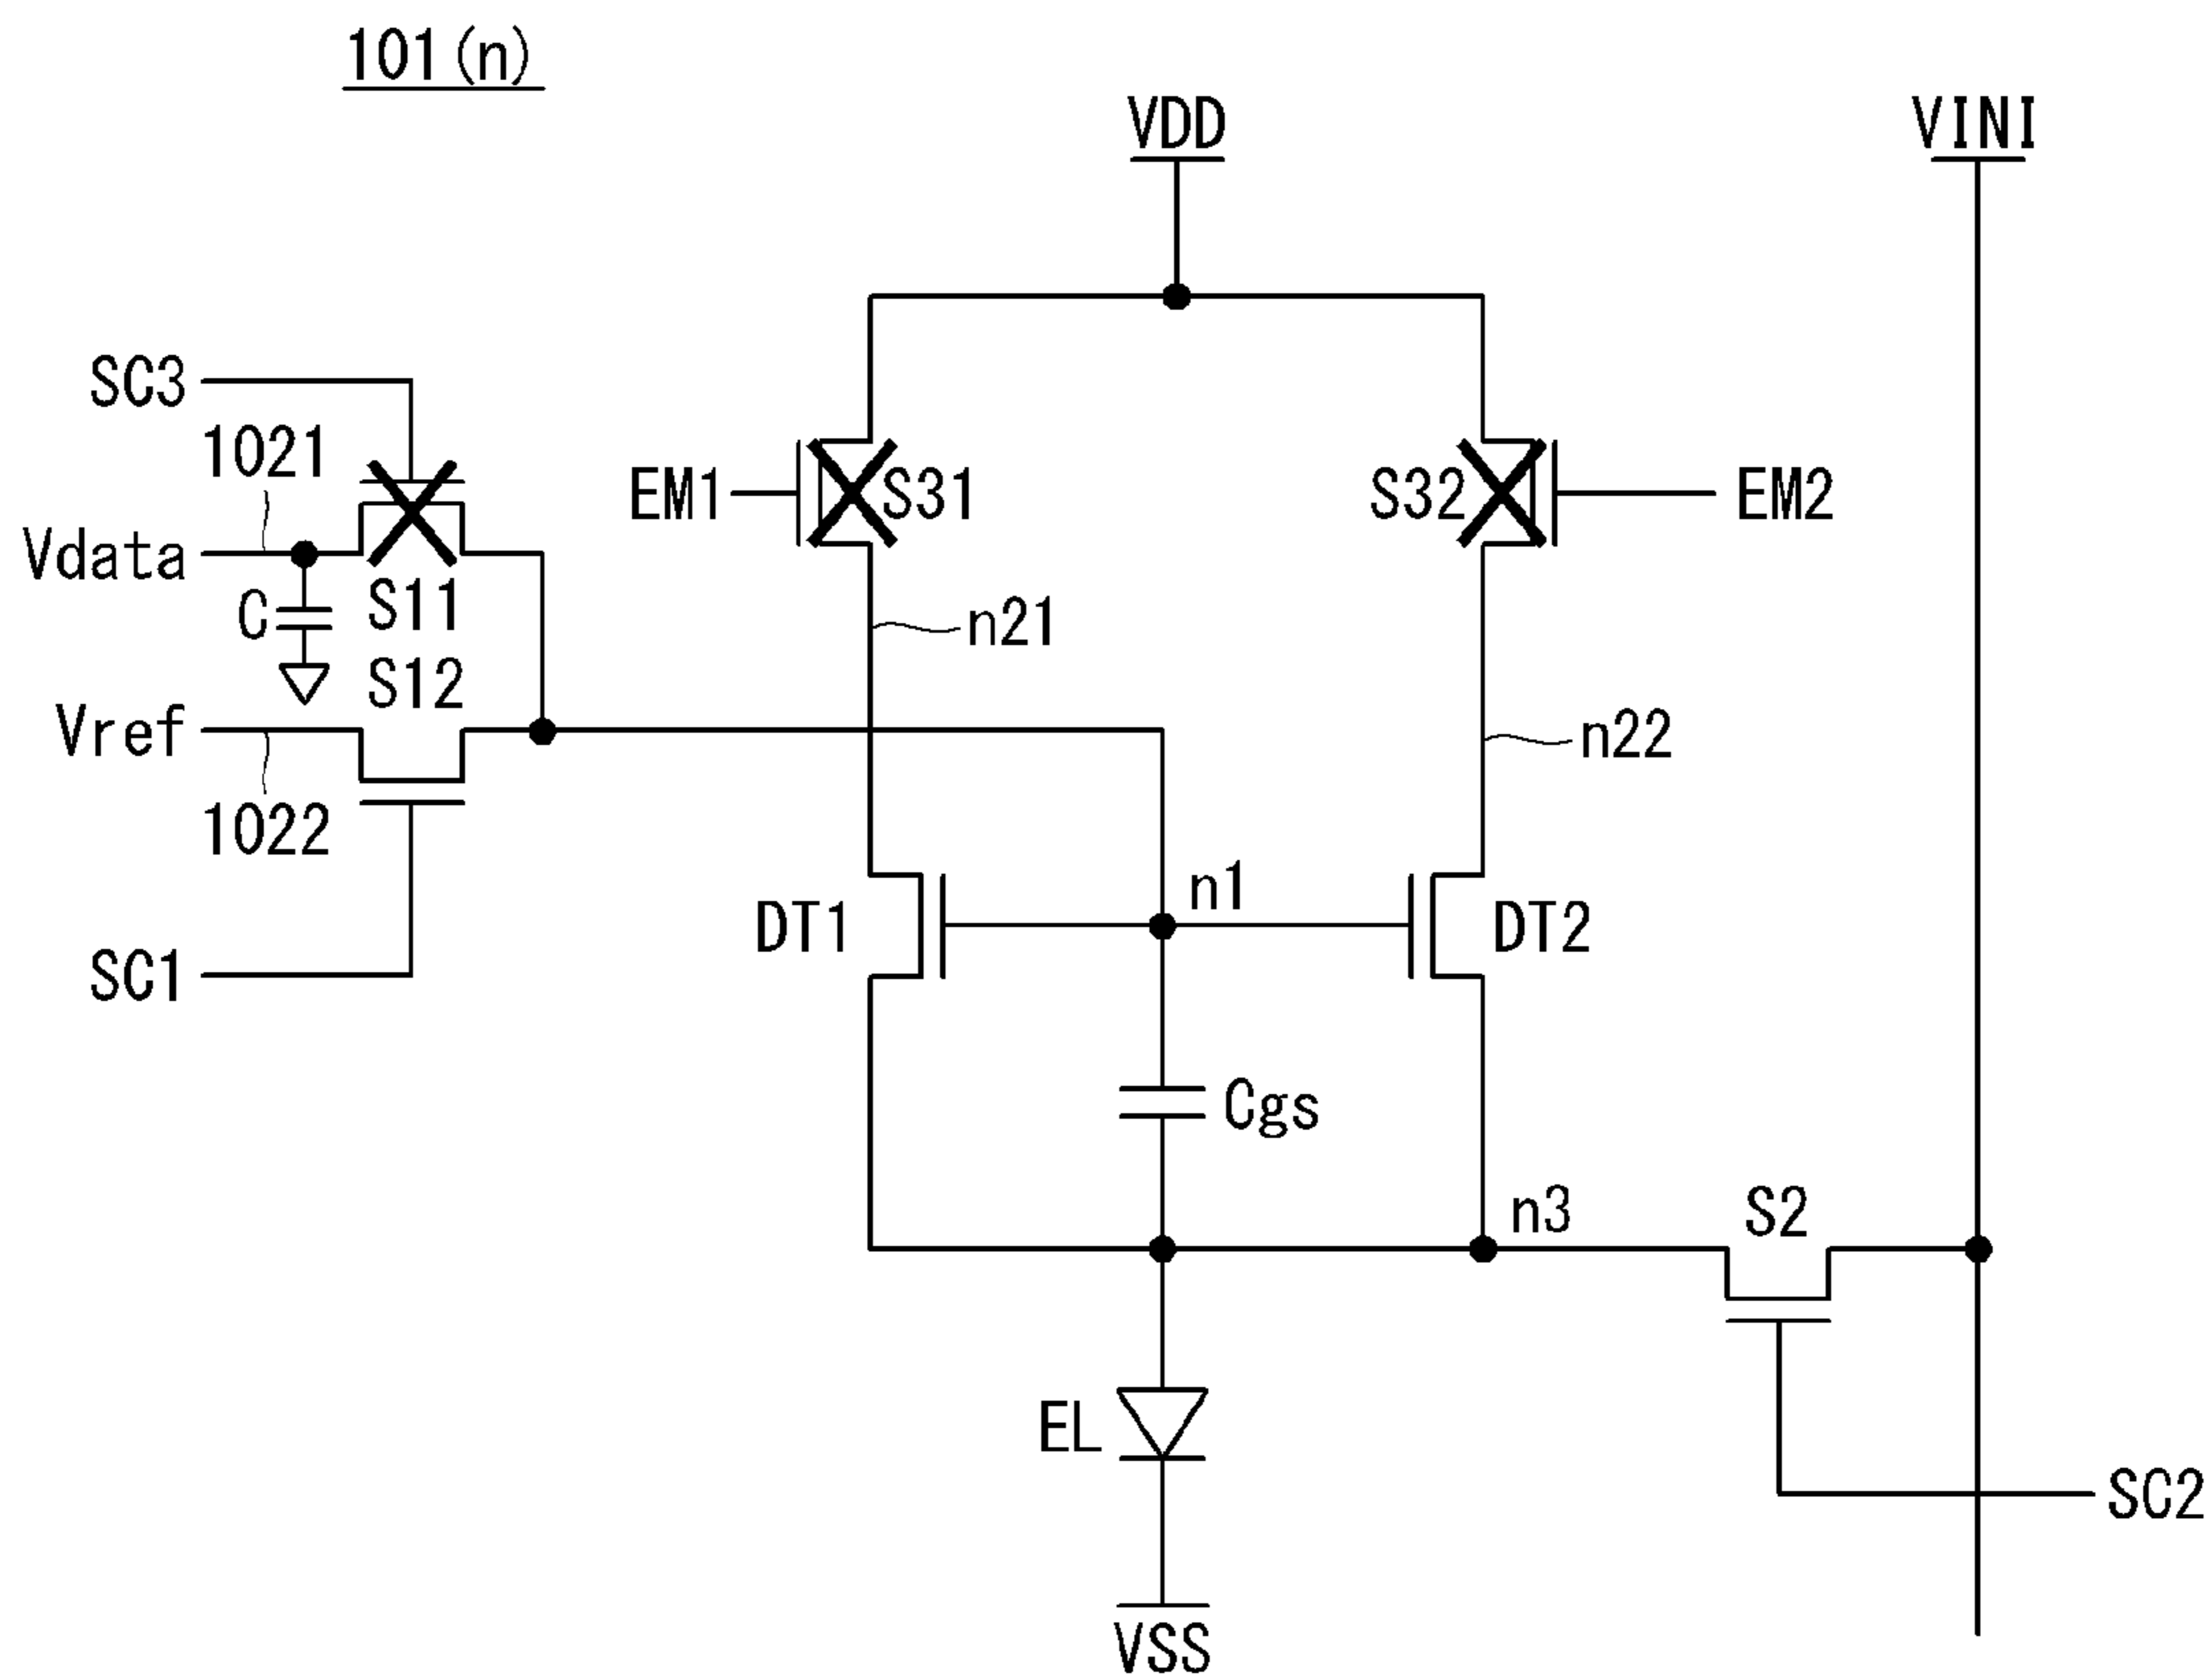 101(n)
VDD
VINI
SC3
1021
EM1
S31
S32
EM2
Vdata
C
S11
n21
S12
Vref
n22
1022
n1
DT1
DT2
SC1
Cgs
n3
S2
EL
SC2
VSS